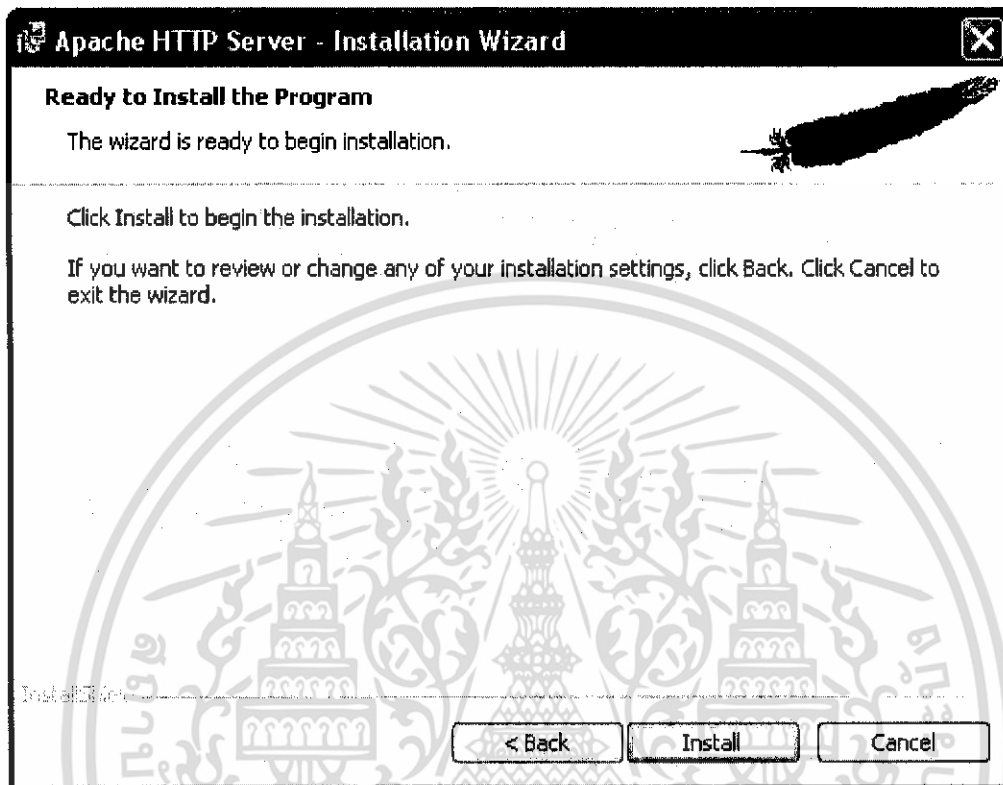 Apache HTTP Server - Installation Wizard
Ready to Install the Program
The wizard is ready to begin installation.
Click Install to begin the installation.
If you want to review or change any of your installation settings, click Back. Click Cancel to
exit the wizard.
InstallShield
< Back Install Cancel